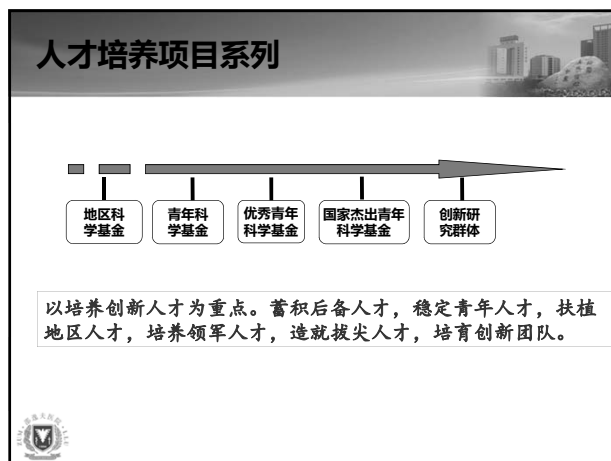 人才培养项目系列
地区科
学基金
青年科
学基金
优秀青年
科学基金
国家杰出青年
科学基金
创新研
究群体
以培养创新人才为重点。蓄积后备人才，稳定青年人才，扶植
地区人才，培养领军人才，造就拔尖人才，培育创新团队。